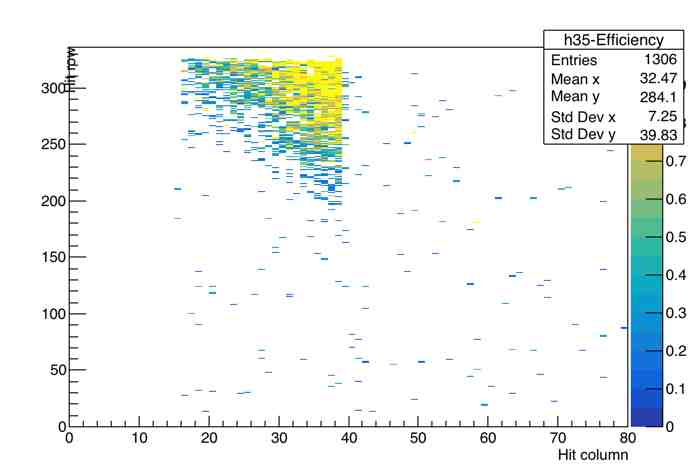 h35-Efficiency
Entries 1306
Mean x 32.47
Mean y 284.1
Std Dev x 7.25
Std Dev y 39.83
300
250
200
150
100
50
0
0 10 20 30 40 50 60 70 80
Hit column
0.7
0.6
0.5
0.4
0.3
0.2
0.1
0